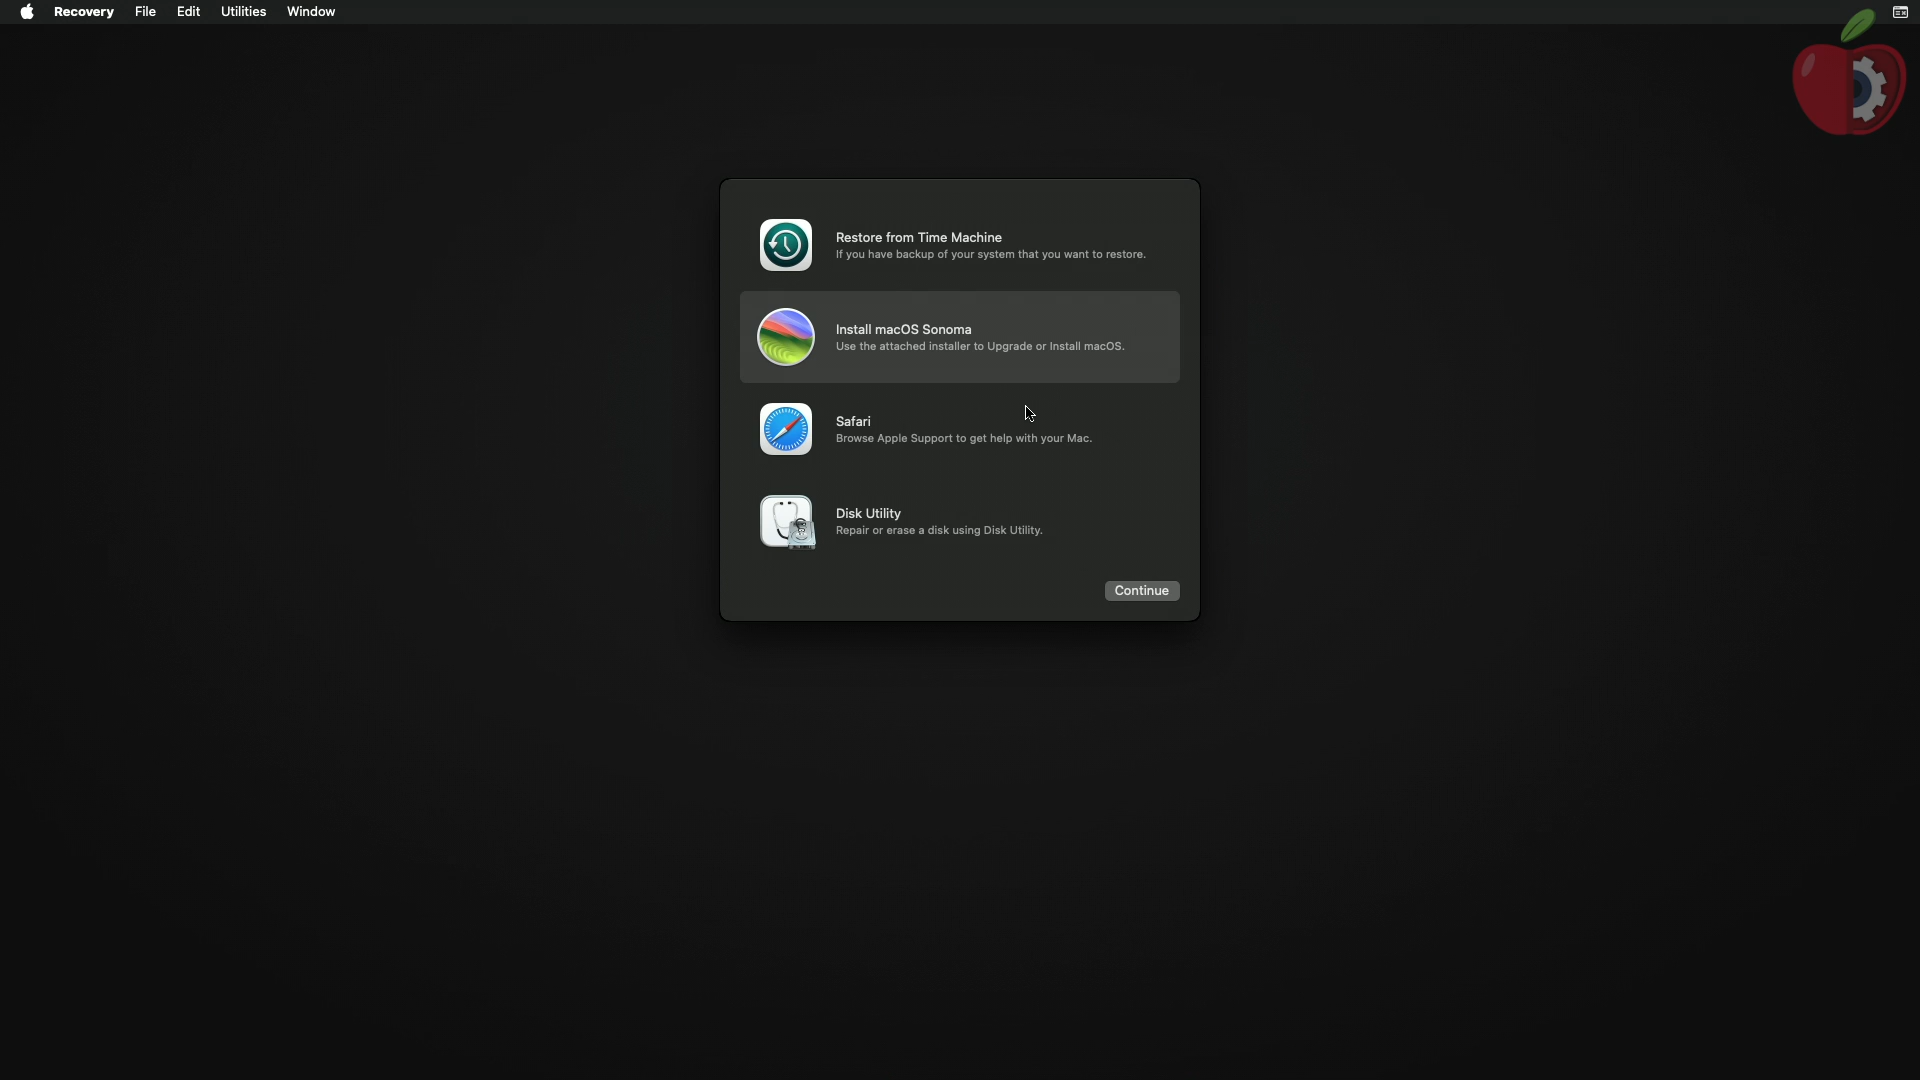 Recovery File Edit Utilities Window
Restore from Time Machine
If you have backup of your system that you want to restore.
Install macOS Sonoma
Use the attached installer to Upgrade or Install macOS.
Safari
Browse Apple Support to get help with your Mac.
Disk Utility
Repair or erase a disk using Disk Utility.
Continue